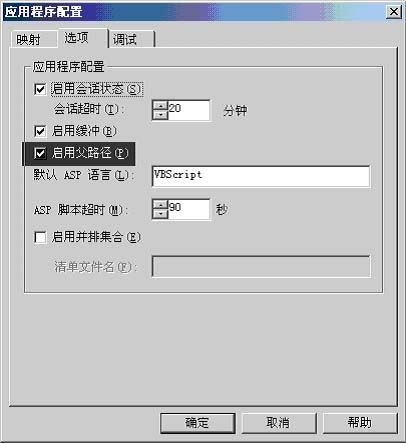 应用程序配置
映射 选项 调试
应用程序配置
启用会话状态(S)
会话超时(T): 20 分钟
启用缓冲(B)
启用父路径(P)
默认 ASP 语言(L): VBScript
ASP 脚本超时(M): 90 秒
启用并排集合(E)
清单文件名(F):
确定 取消 帮助